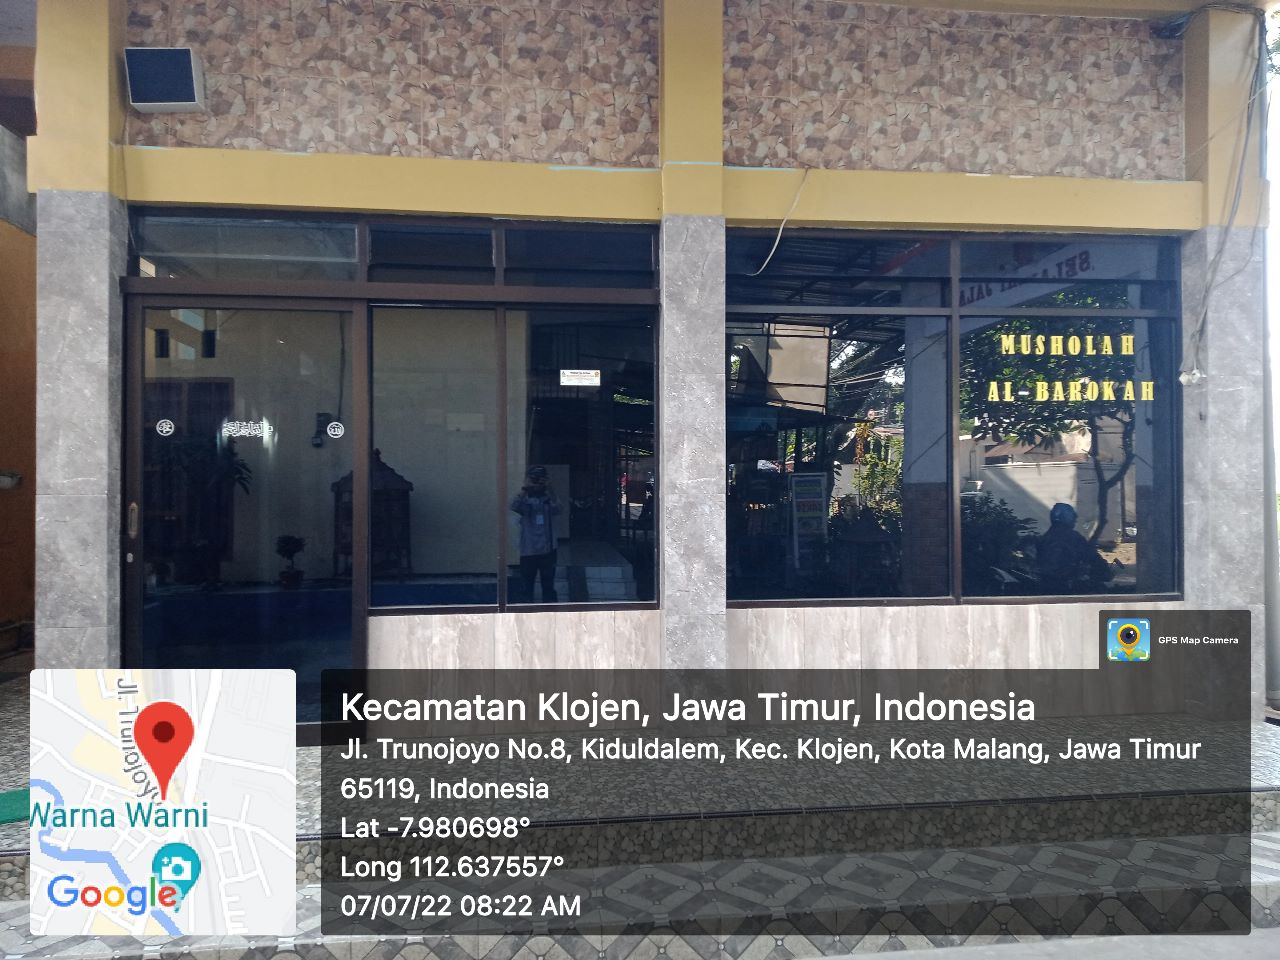 MUSHOLAH
AL-BAROKAH
GPS Map Camera
Kecamatan Klojen, Jawa Timur, Indonesia
Jl. Trunojoyo No.8, Kiduldalem, Kec. Klojen, Kota Malang, Jawa Timur
65119, Indonesia
Lat -7.980698°
Long 112.637557°
07/07/22 08:22 AM
Jl. Trunojoyo
Warna Warni
Google